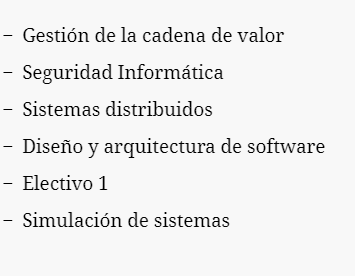 – Gestión de la cadena de valor
– Seguridad Informática
– Sistemas distribuidos
– Diseño y arquitectura de software
– Electivo 1
– Simulación de sistemas